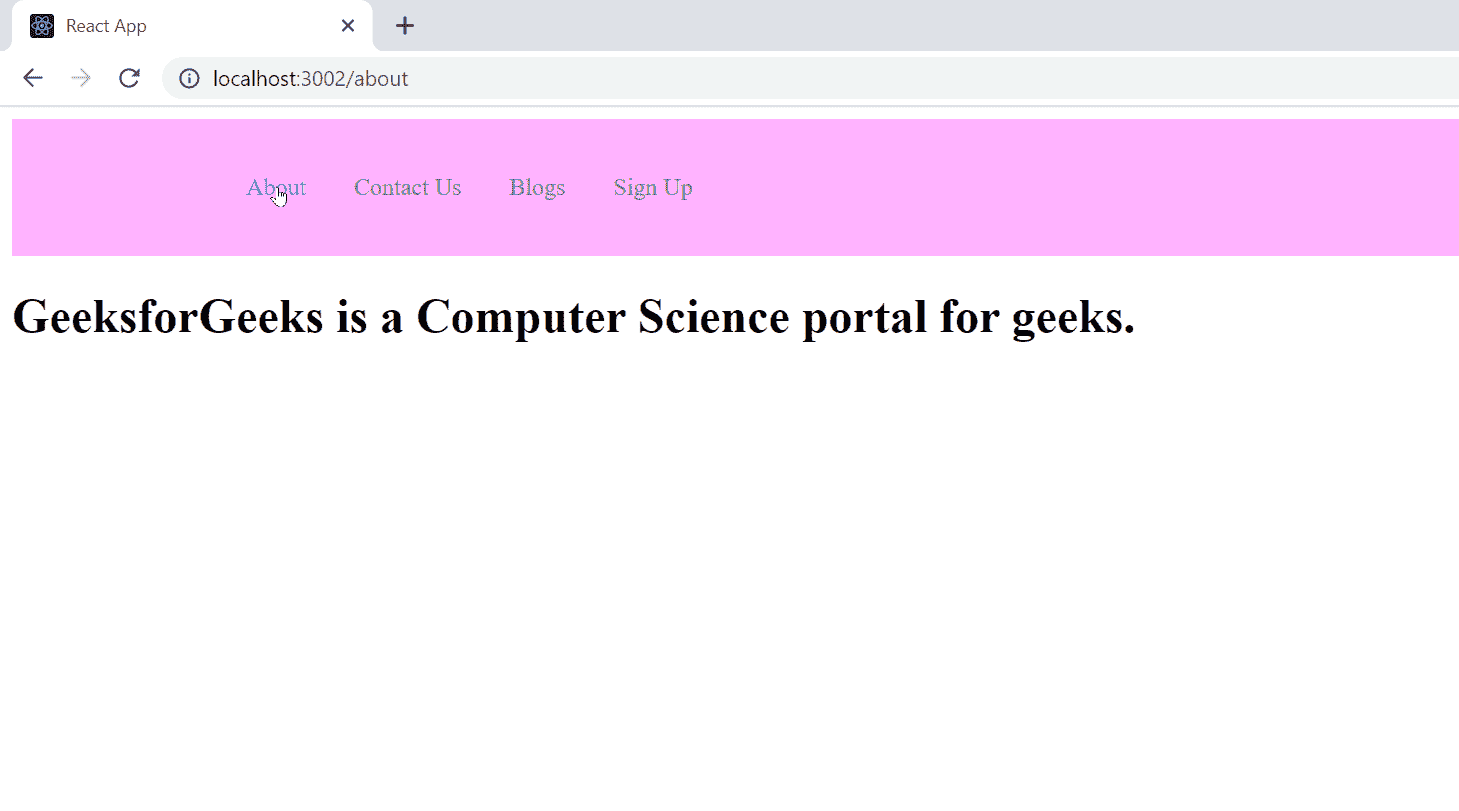 React App
localhost:3002/about
About Contact Us Blogs Sign Up
GeeksforGeeks is a Computer Science portal for geeks.